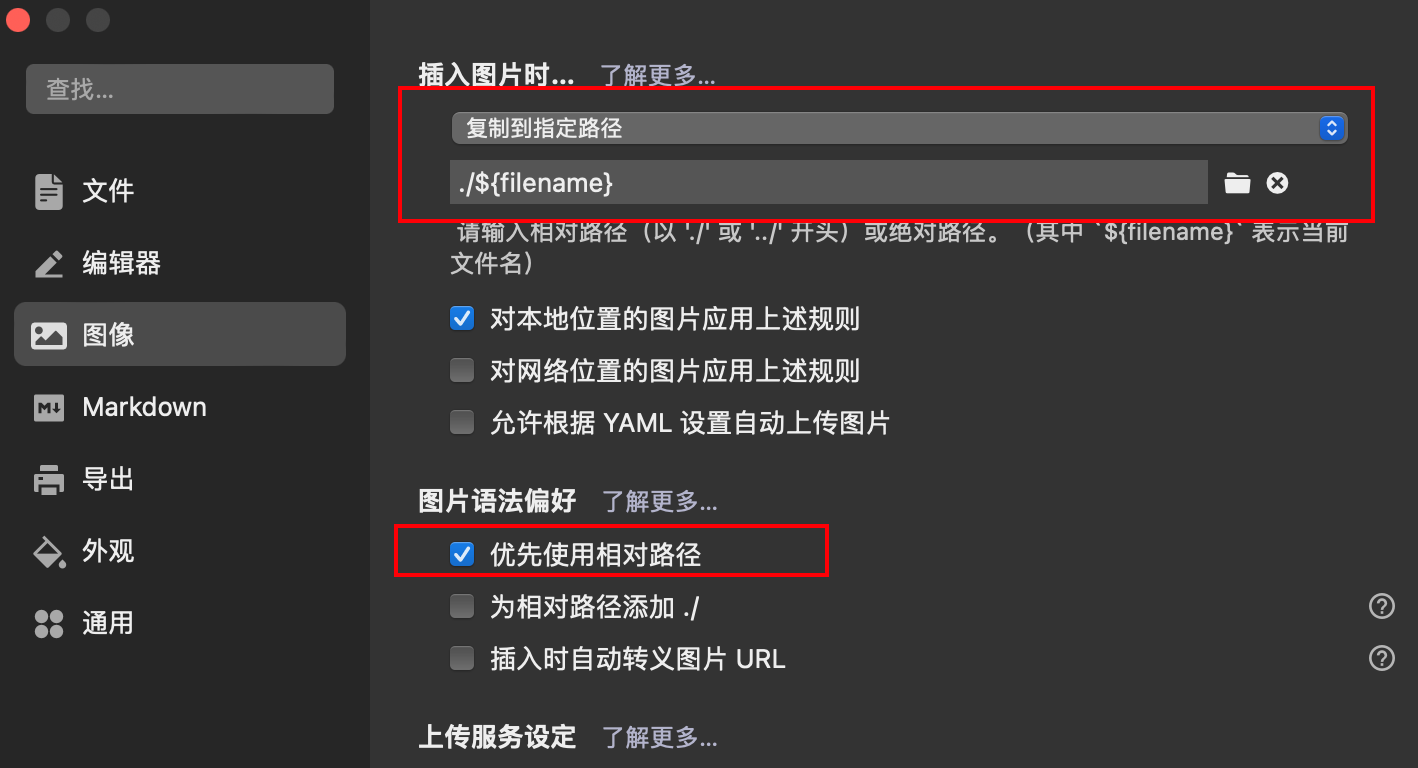 查找...
文件
编辑器
图像
Markdown
导出
外观
通用
插入图片时... 了解更多...
复制到指定路径
./${filename}
请输入相对路径（以 './' 或 '../' 开头）或绝对路径。（其中 `${filename}` 表示当前
文件名）
对本地位置的图片应用上述规则
对网络位置的图片应用上述规则
允许根据 YAML 设置自动上传图片
图片语法偏好 了解更多...
优先使用相对路径
为相对路径添加 ./
插入时自动转义图片 URL
上传服务设定 了解更多...